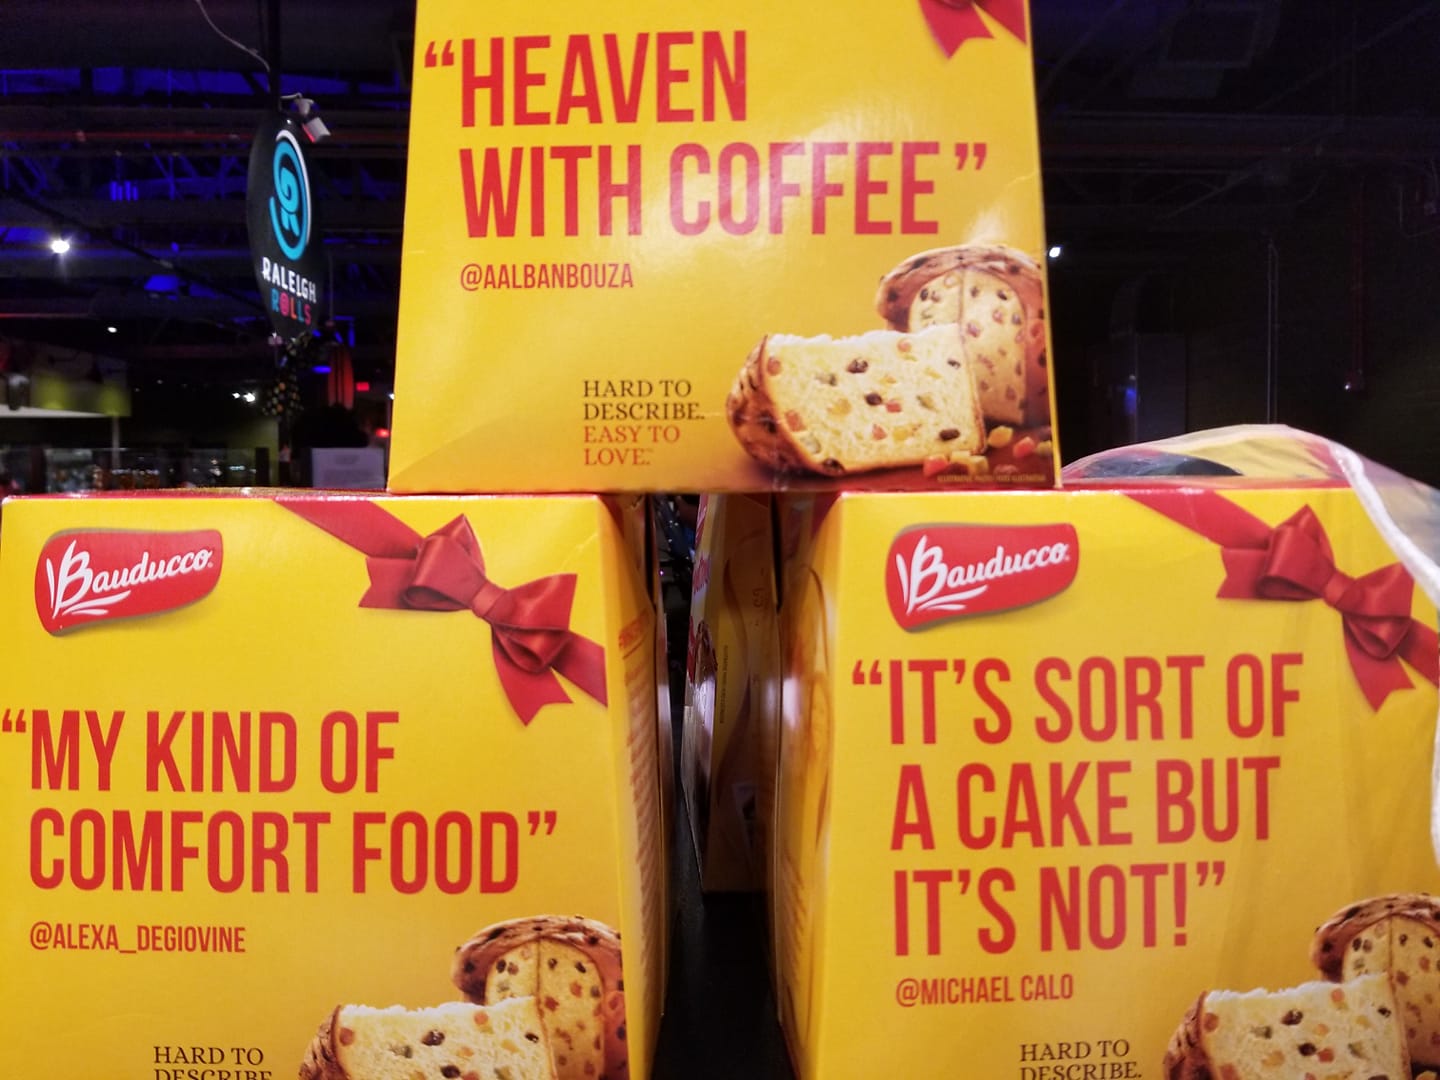 “HEAVEN
WITH COFFEE”
@AALBANBOUZA
HARD TO
DESCRIBE.
EASY TO
LOVE.
RALEIGH
ROLLS
Bauducco
“MY KIND OF
COMFORT FOOD”
@ALEXA_DEGIOVINE
HARD TO
DESCRIBE
Bauducco
“IT’S SORT OF
A CAKE BUT
IT’S NOT!”
@MICHAEL CALO
HARD TO
DESCRIBE.